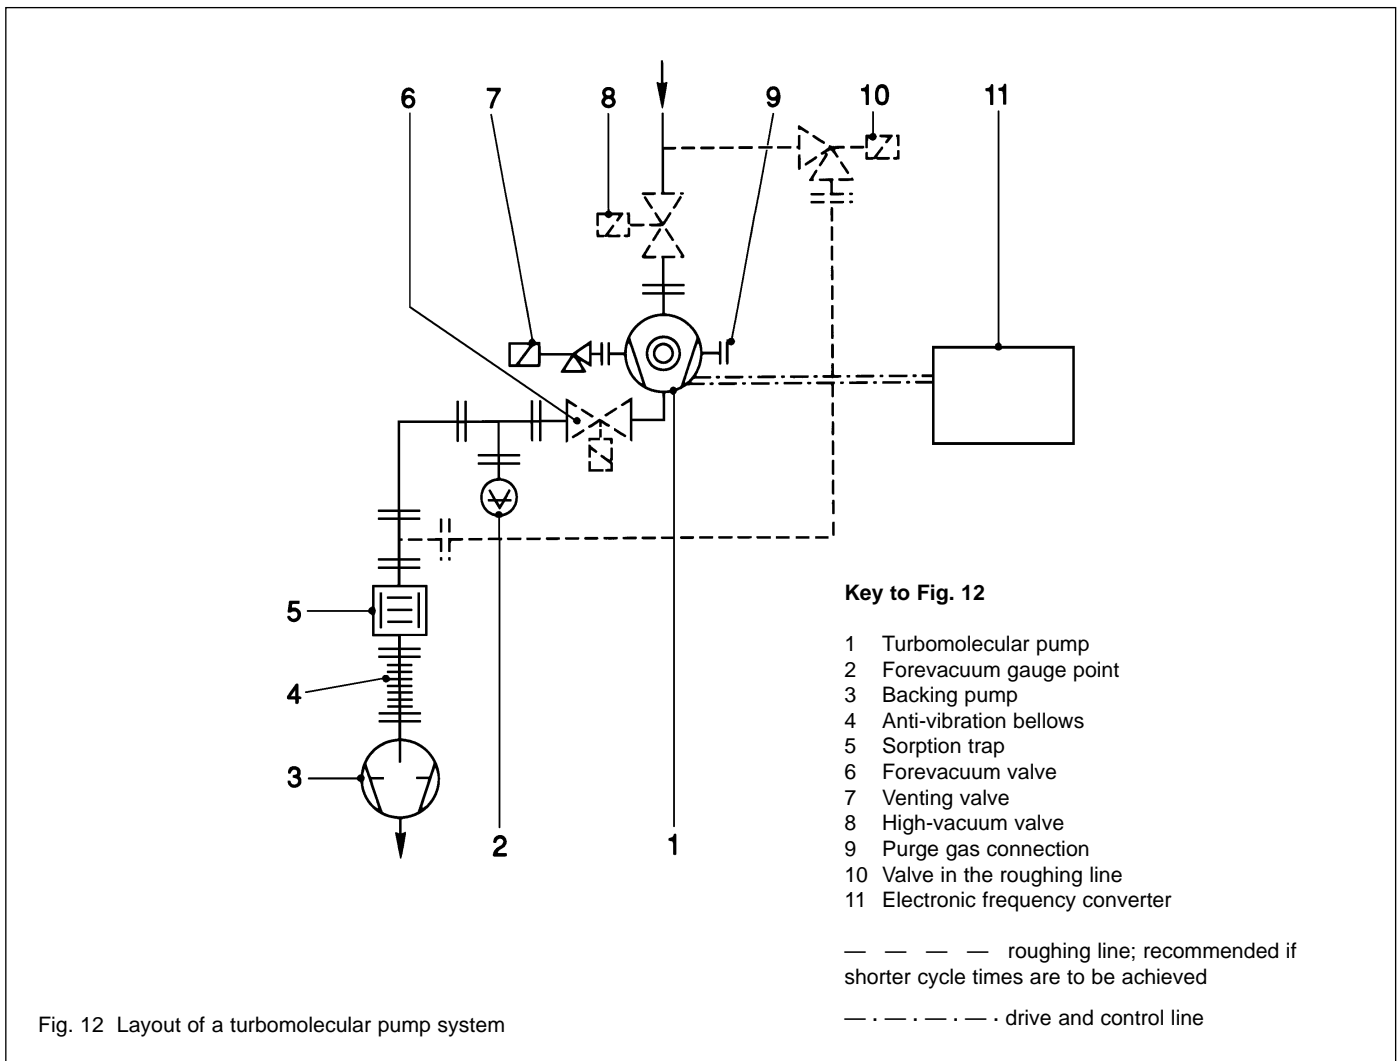 6 7 8 9 10 11
5
4
3
2 1
Key to Fig. 12
1 Turbomolecular pump
2 Forevacuum gauge point
3 Backing pump
4 Anti-vibration bellows
5 Sorption trap
6 Forevacuum valve
7 Venting valve
8 High-vacuum valve
9 Purge gas connection
10 Valve in the roughing line
11 Electronic frequency converter
— — — — roughing line; recommended if
shorter cycle times are to be achieved
— · — · — · — · drive and control line
Fig. 12 Layout of a turbomolecular pump system